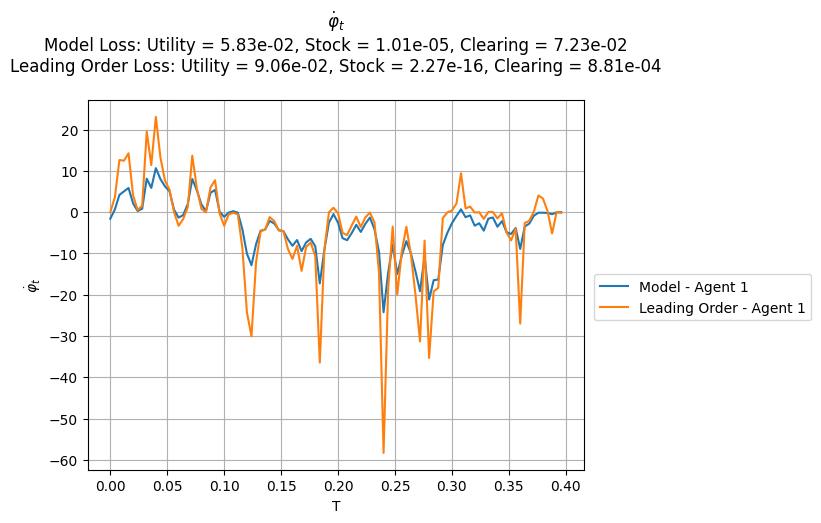 φ̇ₜ
Model Loss: Utility = 5.83e-02, Stock = 1.01e-05, Clearing = 7.23e-02
Leading Order Loss: Utility = 9.06e-02, Stock = 2.27e-16, Clearing = 8.81e-04
20
10
0
−10
−20
−30
−40
−50
−60
φ̇ₜ
0.00 0.05 0.10 0.15 0.20 0.25 0.30 0.35 0.40
T
Model - Agent 1
Leading Order - Agent 1